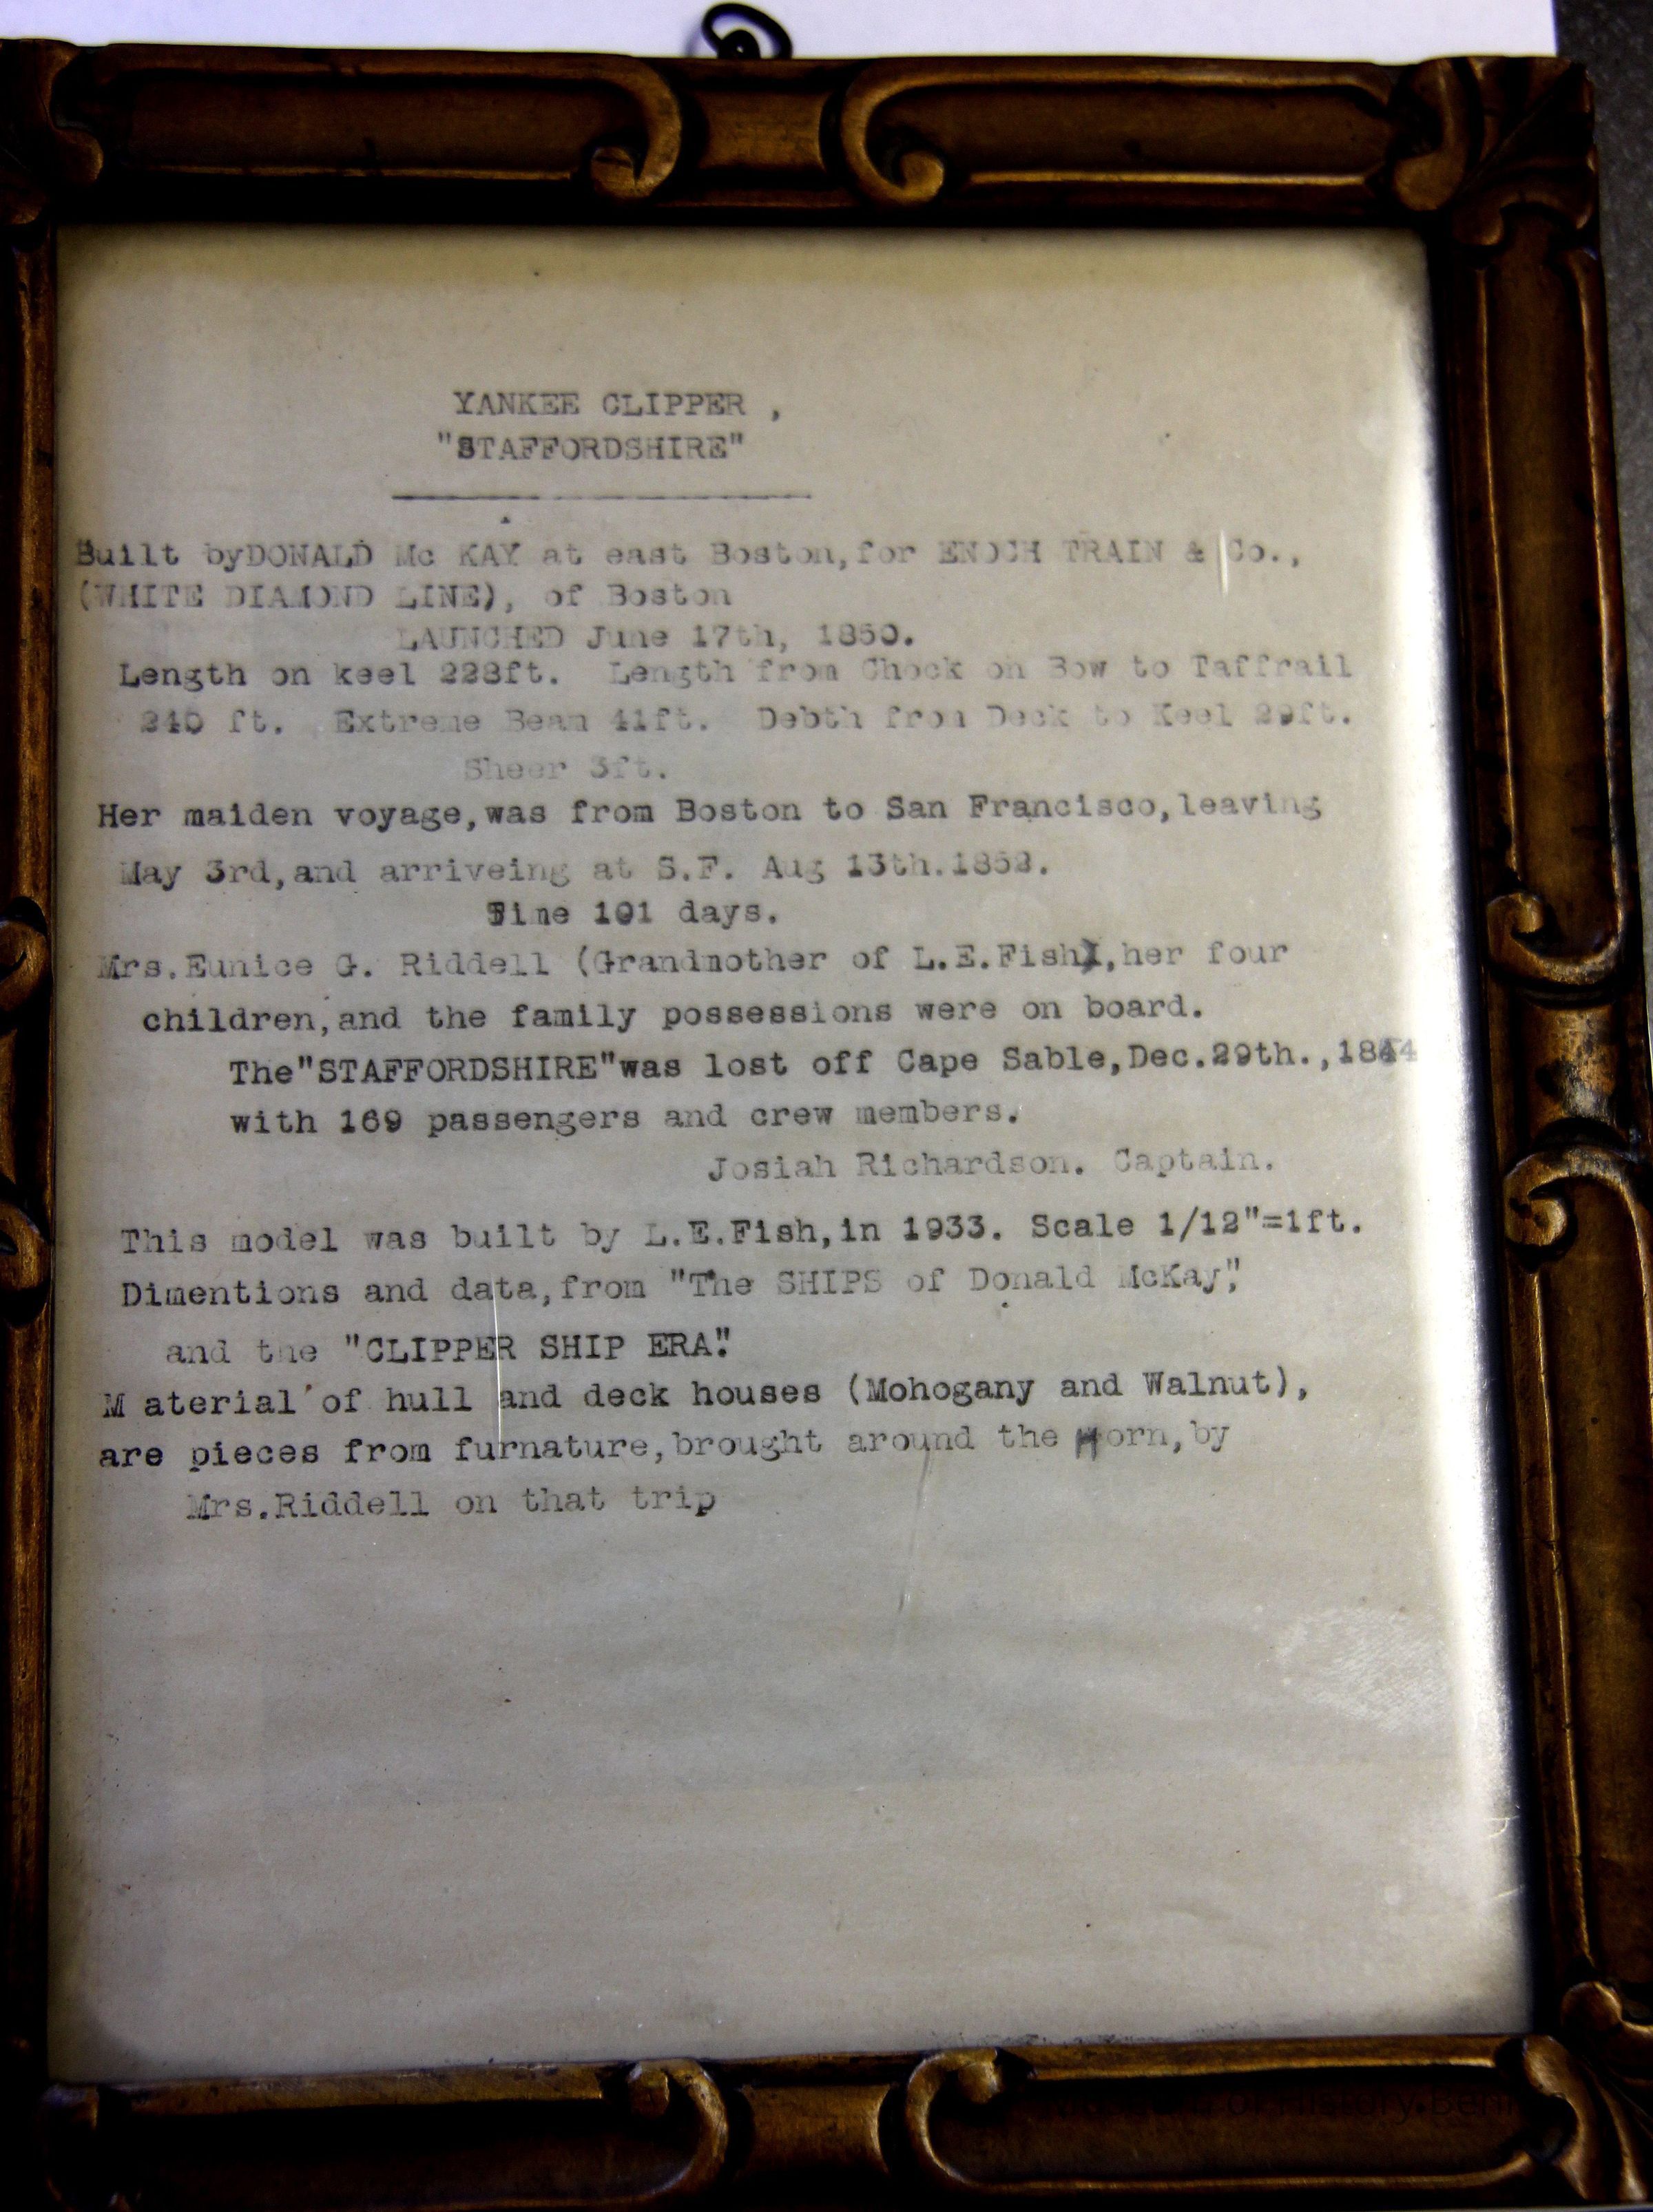 YANKEE CLIPPER ,
"STAFFORDSHIRE"
Built byDONALD Mc KAY at east Boston,for ENOCH TRAIN & Co.,
(WHITE DIAMOND LINE), of Boston
LAUNCHED June 17th, 1850.
Length on keel 228ft. Length from Chock on Bow to Taffrail
240 ft. Extreme Beam 41ft. Debth from Deck to Keel 29ft.
Sheer 3ft.
Her maiden voyage,was from Boston to San Francisco,leaving
May 3rd,and arriveing at S.F. Aug 13th.1852.
Time 101 days.
Mrs.Eunice G. Riddell (Grandmother of L.E.Fish),her four
children,and the family possessions were on board.
The"STAFFORDSHIRE"was lost off Cape Sable,Dec.29th.,
with 169 passengers and crew members.
Josiah Richardson. Captain.
This model was built by L.E.Fish,in 1933. Scale 1/12"=1ft.
Dimentions and data,from "The SHIPS of Donald McKay",
and the "CLIPPER SHIP ERA".
M aterial of hull and deck houses (Mohogany and Walnut),
are pieces from furnature,brought around the Horn,by
Mrs.Riddell on that trip
of History Beni